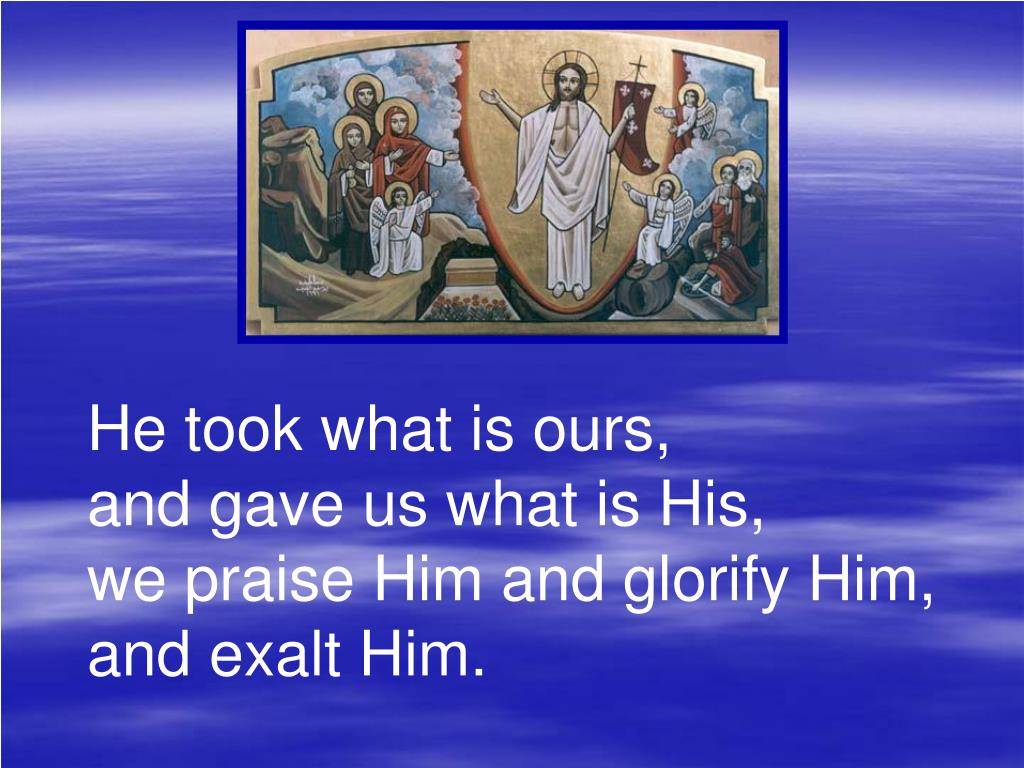 He took what is ours,
and gave us what is His,
we praise Him and glorify Him,
and exalt Him.